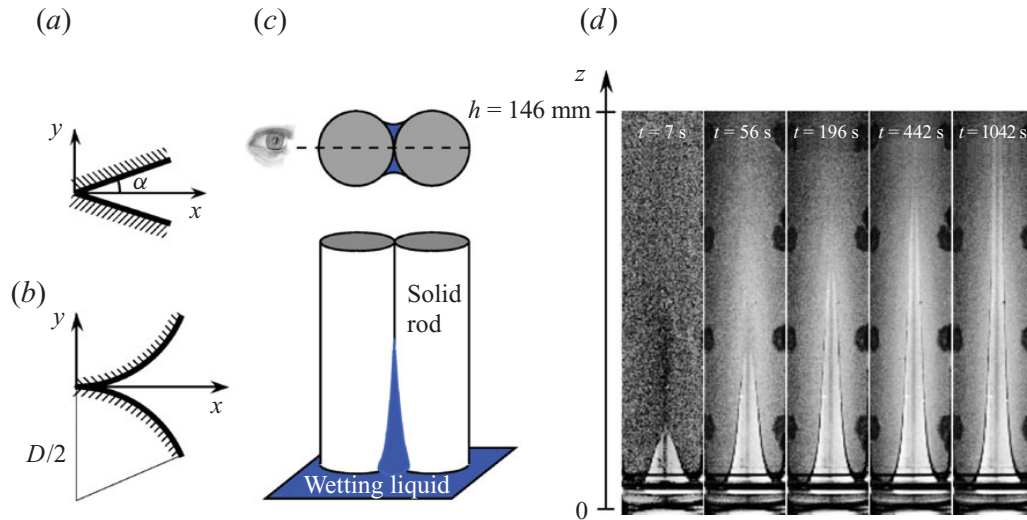 (a)
y
α
x
(b)
y
x
D/2
(c)
Solid
rod
Wetting liquid
(d)
z
h = 146 mm
t = 7 s
t = 56 s
t = 196 s
t = 442 s
t = 1042 s
0